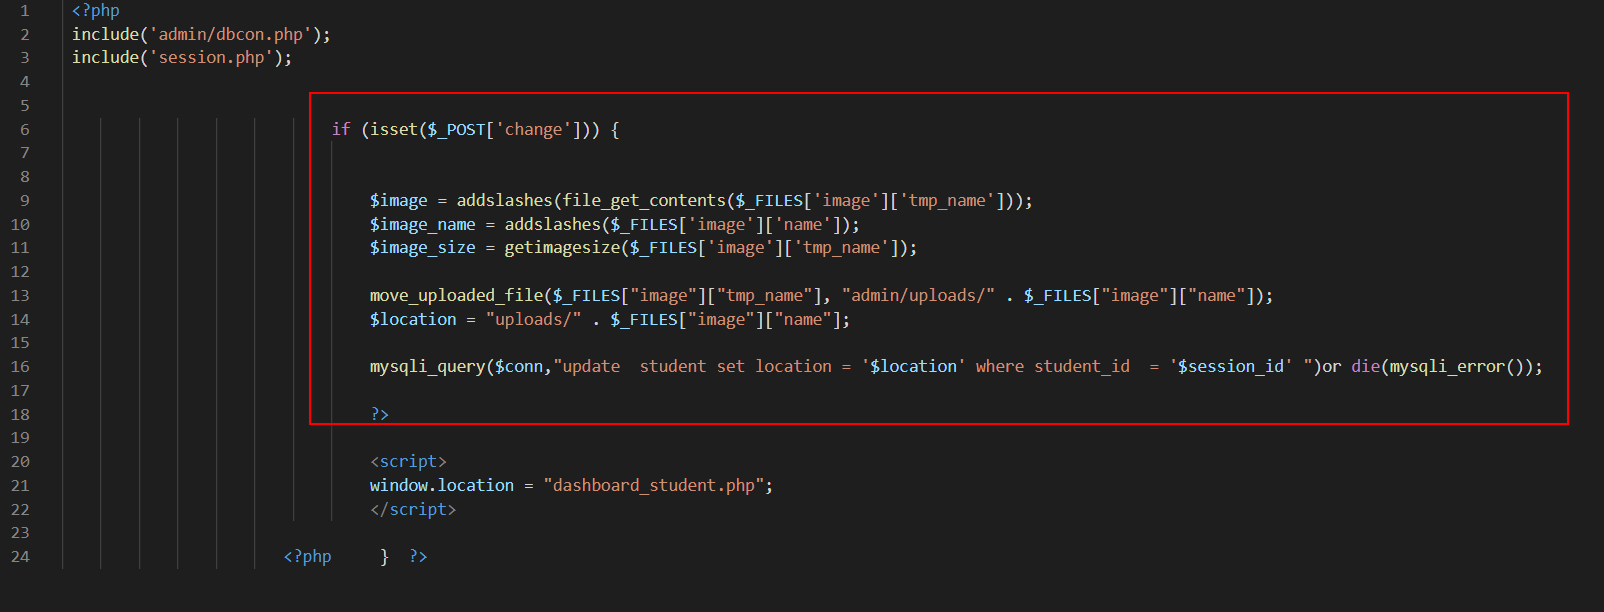 1 <?php
2 include('admin/dbcon.php');
3 include('session.php');
4
5
6 if (isset($_POST['change'])) {
7
8
9 $image = addslashes(file_get_contents($_FILES['image']['tmp_name']));
10 $image_name = addslashes($_FILES['image']['name']);
11 $image_size = getimagesize($_FILES['image']['tmp_name']);
12
13 move_uploaded_file($_FILES["image"]["tmp_name"], "admin/uploads/" . $_FILES["image"]["name"]);
14 $location = "uploads/" . $_FILES["image"]["name"];
15
16 mysqli_query($conn,"update  student set location = '$location' where student_id  = '$session_id' ")or die(mysqli_error());
17
18 ?>
19
20 <script>
21 window.location = "dashboard_student.php";
22 </script>
23
24 <?php     }  ?>